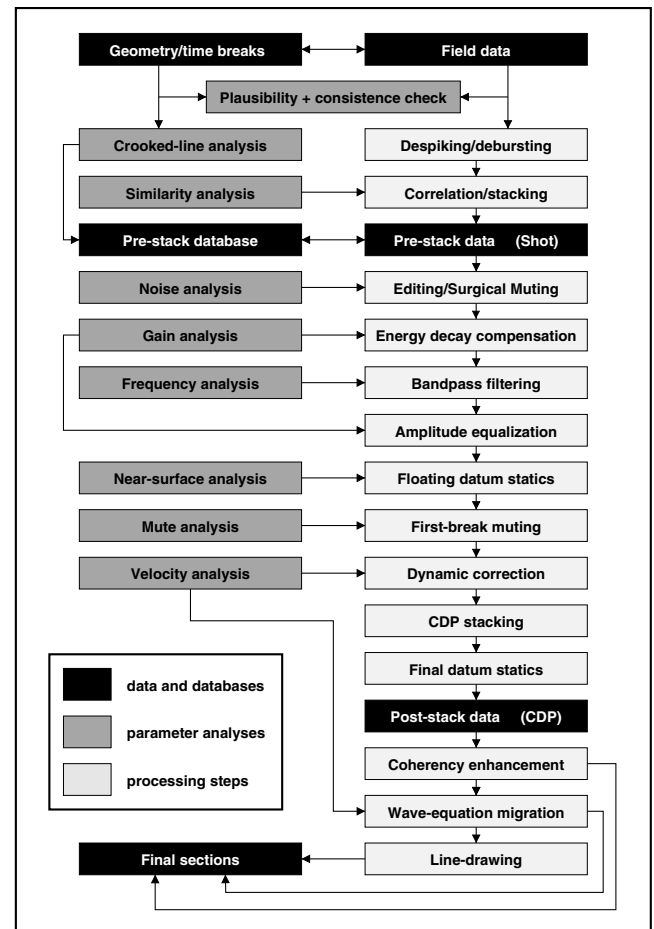 Geometry/time breaks
Field data
Plausibility + consistence check
Crooked-line analysis
Despiking/debursting
Similarity analysis
Correlation/stacking
Pre-stack database
Pre-stack data (Shot)
Noise analysis
Editing/Surgical Muting
Gain analysis
Energy decay compensation
Frequency analysis
Bandpass filtering
Amplitude equalization
Near-surface analysis
Floating datum statics
Mute analysis
First-break muting
Velocity analysis
Dynamic correction
CDP stacking
Final datum statics
data and databases
Post-stack data (CDP)
parameter analyses
Coherency enhancement
processing steps
Wave-equation migration
Final sections
Line-drawing